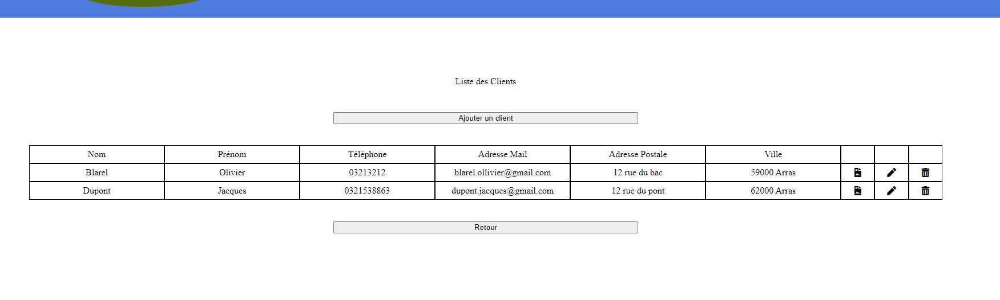 Liste des Clients
Ajouter un client
Nom Prénom Téléphone Adresse Mail Adresse Postale Ville
Blarel Olivier 03213212 blarel.ollivier@gmail.com 12 rue du bac 59000 Arras
Dupont Jacques 0321538863 dupont.jacques@gmail.com 12 rue du pont 62000 Arras
Retour